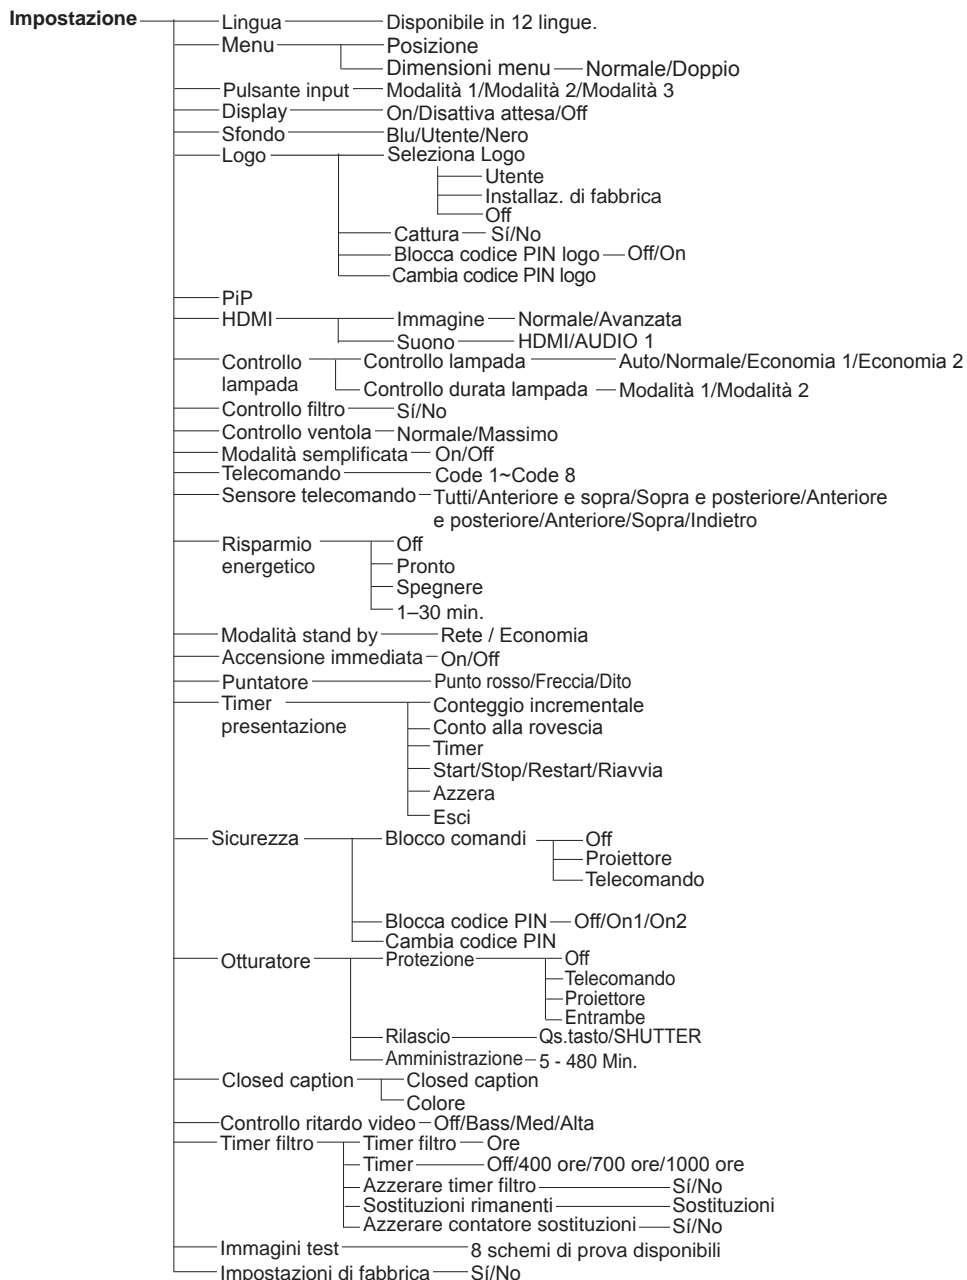 Impostazione
Lingua Disponibile in 12 lingue.
Menu Posizione
Dimensioni menu Normale/Doppio
Pulsante input Modalità 1/Modalità 2/Modalità 3
Display On/Disattiva attesa/Off
Sfondo Blu/Utente/Nero
Logo Seleziona Logo
Utente
Installaz. di fabbrica
Off
Cattura Sí/No
Blocca codice PIN logo Off/On
Cambia codice PIN logo
PiP
HDMI Immagine Normale/Avanzata
Suono HDMI/AUDIO 1
Controllo lampada Controllo lampada Auto/Normale/Economia 1/Economia 2
Controllo durata lampada Modalità 1/Modalità 2
Controllo filtro Sí/No
Controllo ventola Normale/Massimo
Modalità semplificata On/Off
Telecomando Code 1~Code 8
Sensore telecomando Tutti/Anteriore e sopra/Sopra e posteriore/Anteriore
e posteriore/Anteriore/Sopra/Indietro
Risparmio energetico Off
Pronto
Spegnere
1–30 min.
Modalità stand by Rete / Economia
Accensione immediata On/Off
Puntatore Punto rosso/Freccia/Dito
Timer presentazione Conteggio incrementale
Conto alla rovescia
Timer
Start/Stop/Restart/Riavvia
Azzera
Esci
Sicurezza Blocco comandi Off
Proiettore
Telecomando
Blocca codice PIN Off/On1/On2
Cambia codice PIN
Otturatore Protezione Off
Telecomando
Proiettore
Entrambe
Rilascio Qs.tasto/SHUTTER
Amministrazione 5 - 480 Min.
Closed caption Closed caption
Colore
Controllo ritardo video Off/Bass/Med/Alta
Timer filtro Timer filtro Ore
Timer Off/400 ore/700 ore/1000 ore
Azzerare timer filtro Sí/No
Sostituzioni rimanenti Sostituzioni
Azzerare contatore sostituzioni Sí/No
Immagini test 8 schemi di prova disponibili
Impostazioni di fabbrica Sí/No